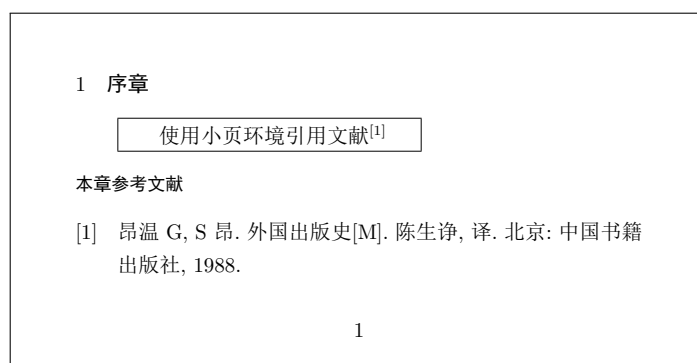 1 序章
使用小页环境引用文献[1]
本章参考文献
[1] 昂温 G, S 昂. 外国出版史[M]. 陈生诤, 译. 北京: 中国书籍
出版社, 1988.
1